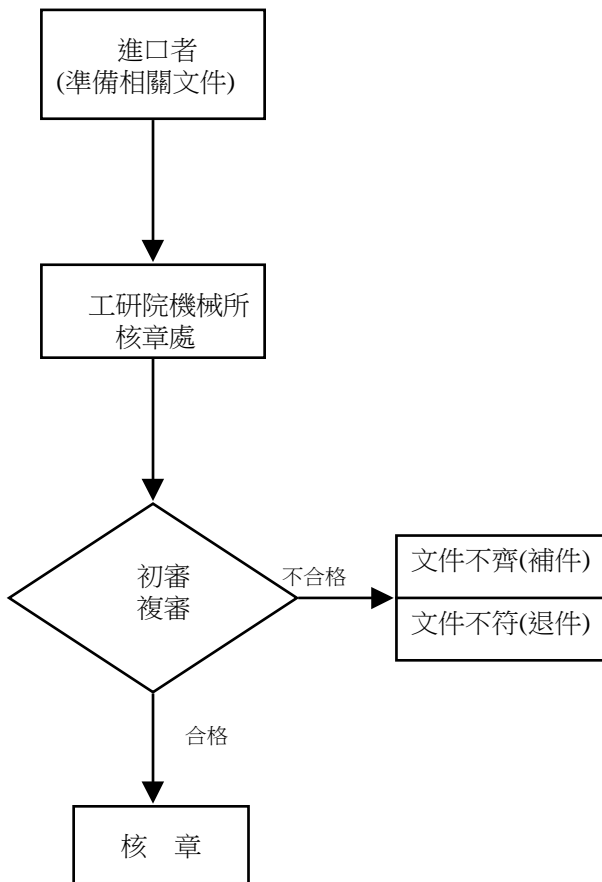 進口者
(準備相關文件)
工研院機械所
核章處
初審
複審
不合格
文件不齊(補件)
文件不符(退件)
合格
核 章